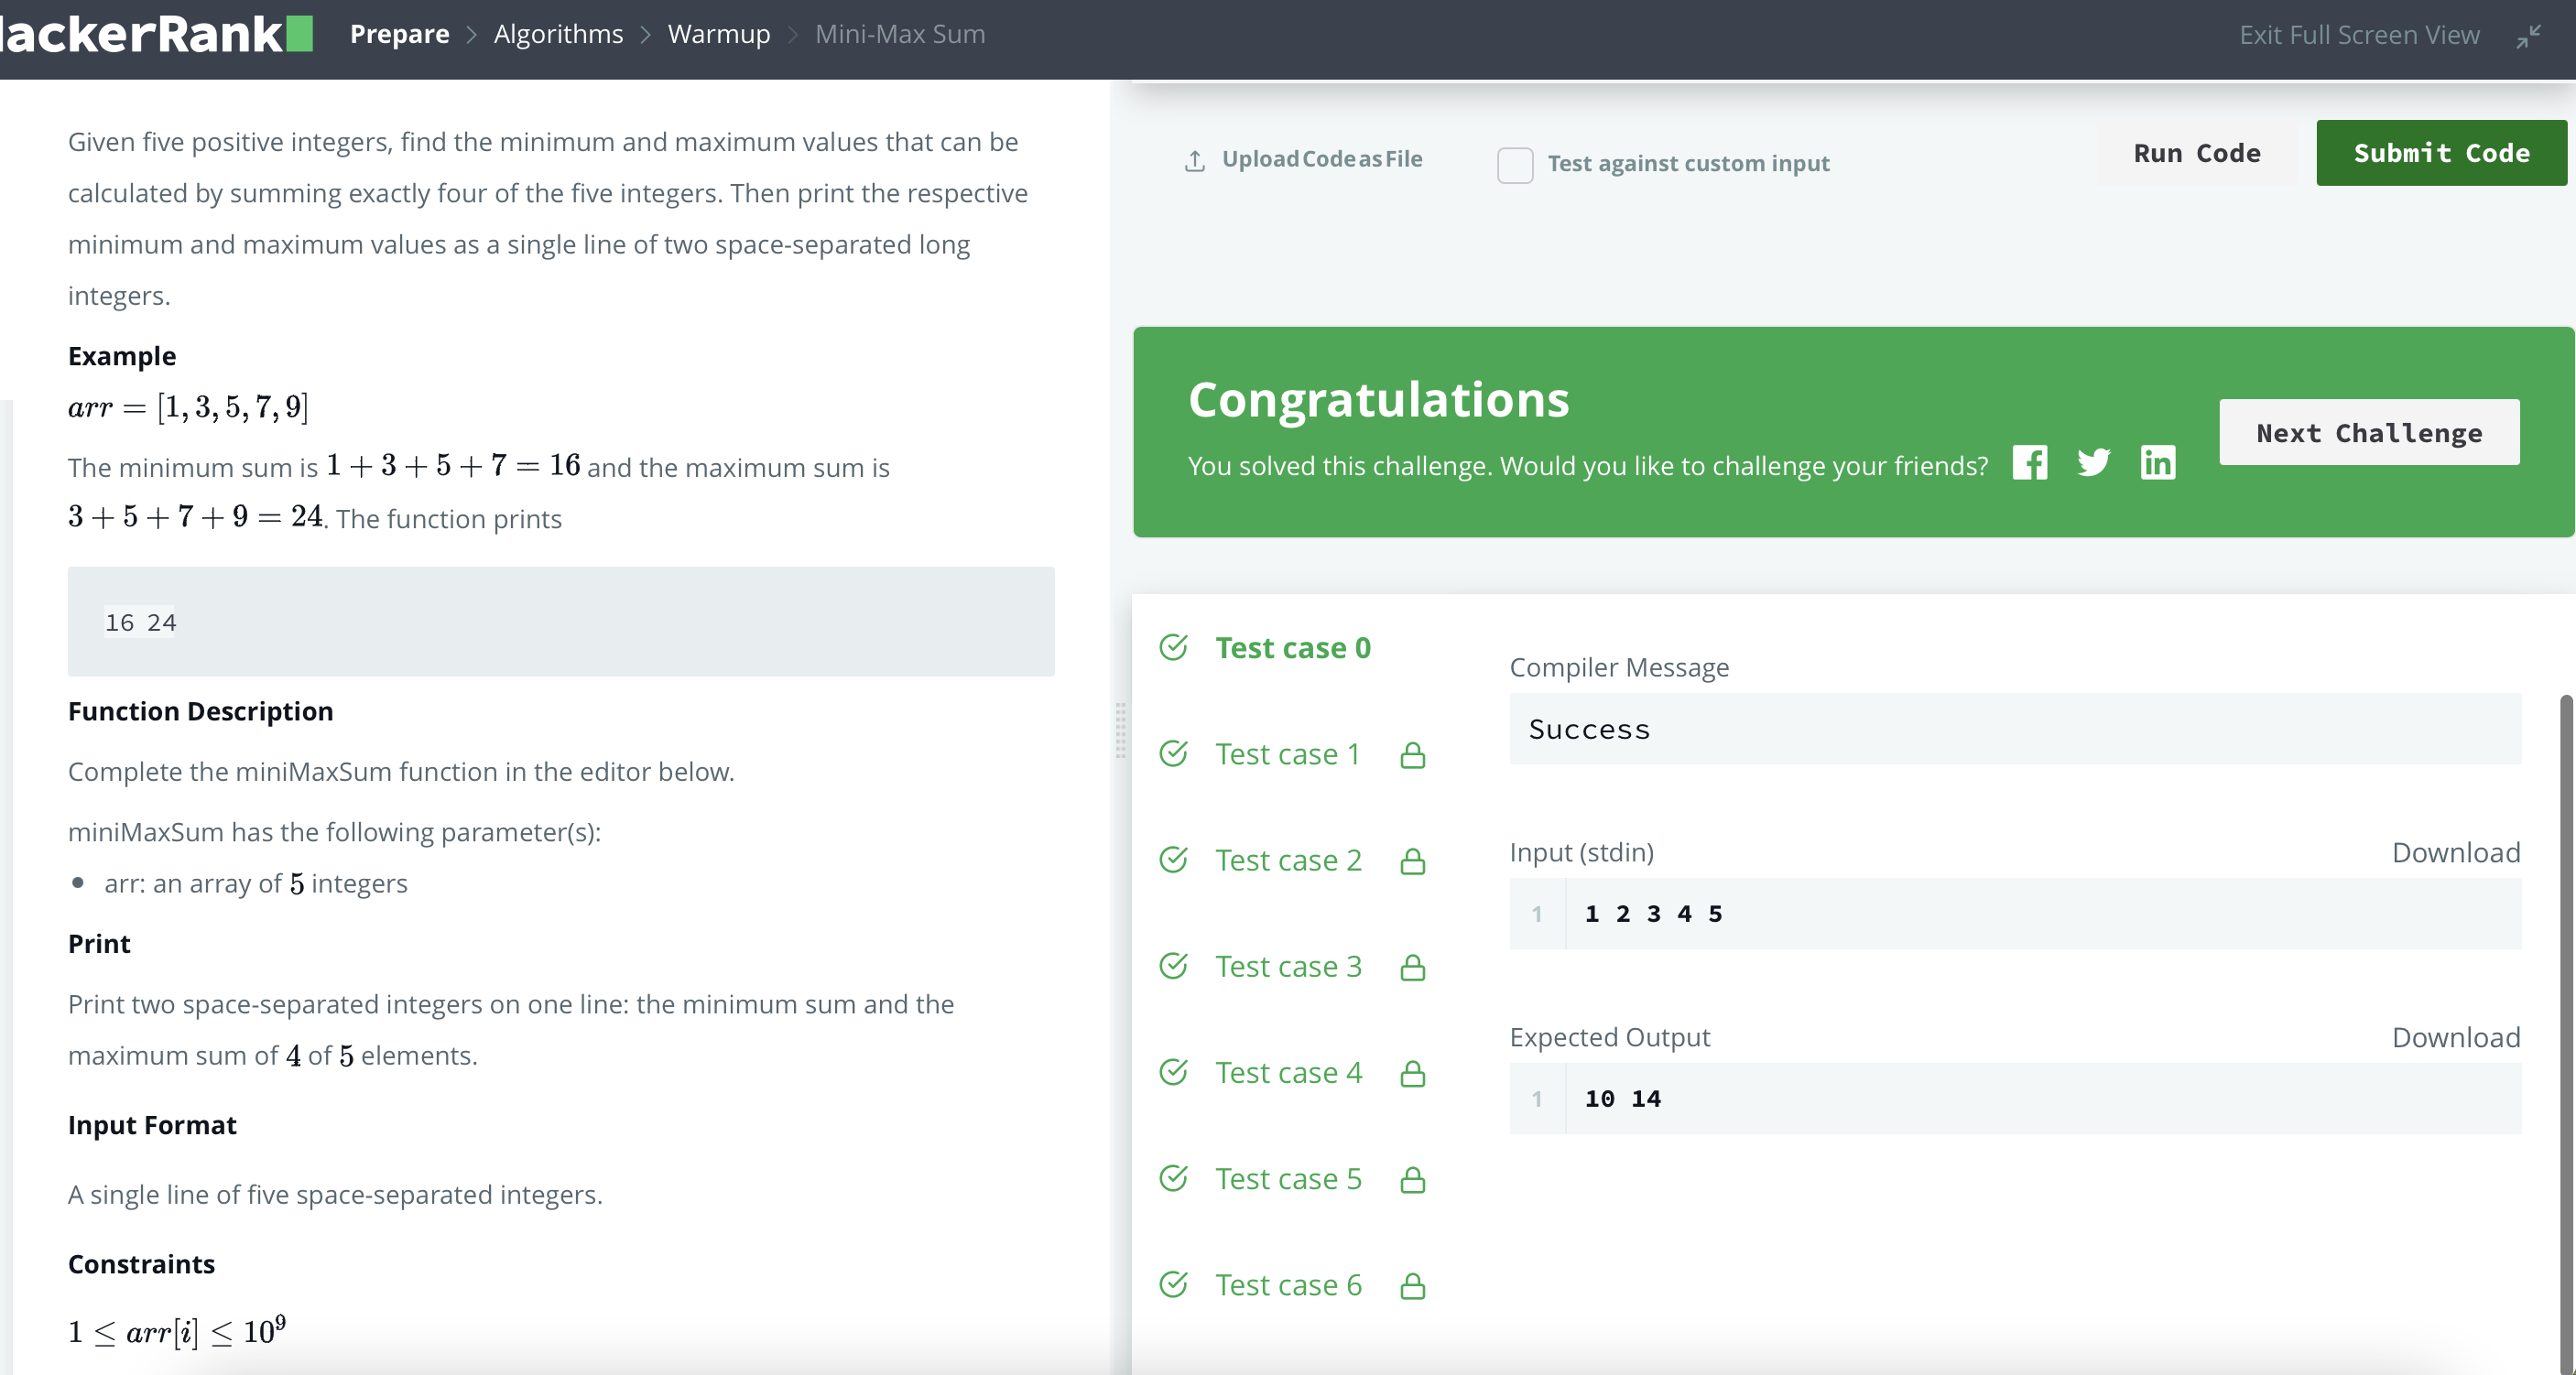 ackerRank
Prepare > Algorithms > Warmup > Mini-Max Sum
Exit Full Screen View
Given five positive integers, find the minimum and maximum values that can be
calculated by summing exactly four of the five integers. Then print the respective
minimum and maximum values as a single line of two space-separated long
integers.
Example
arr = [1, 3, 5, 7, 9]
The minimum sum is 1 + 3 + 5 + 7 = 16 and the maximum sum is
3 + 5 + 7 + 9 = 24. The function prints
16 24
Function Description
Complete the miniMaxSum function in the editor below.
miniMaxSum has the following parameter(s):
• arr: an array of 5 integers
Print
Print two space-separated integers on one line: the minimum sum and the
maximum sum of 4 of 5 elements.
Input Format
A single line of five space-separated integers.
Constraints
1 ≤ arr[i] ≤ 10⁹
Upload Code as File
Test against custom input
Run Code
Submit Code
Congratulations
You solved this challenge. Would you like to challenge your friends?
Next Challenge
Test case 0
Test case 1
Test case 2
Test case 3
Test case 4
Test case 5
Test case 6
Compiler Message
Success
Input (stdin)
Download
1 1 2 3 4 5
Expected Output
Download
1 10 14